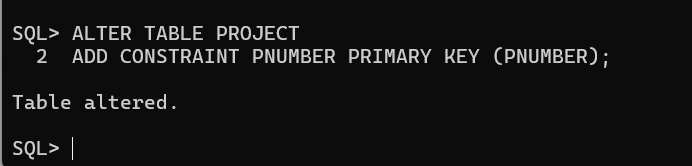 SQL> ALTER TABLE PROJECT
  2  ADD CONSTRAINT PNUMBER PRIMARY KEY (PNUMBER);
Table altered.
SQL>